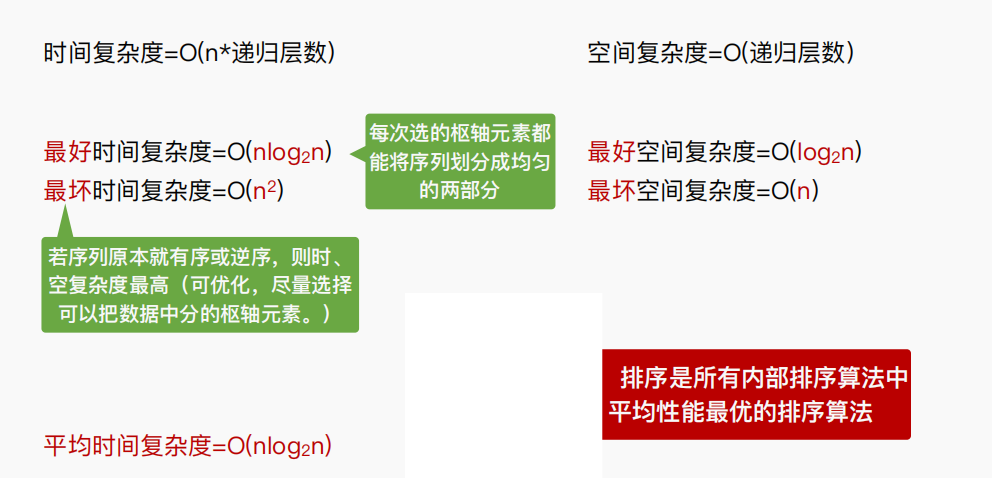 时间复杂度=O(n*递归层数)
空间复杂度=O(递归层数)
最好时间复杂度=O(nlog₂n)
最坏时间复杂度=O(n²)
每次选的枢轴元素都
能将序列划分成均匀
的两部分
最好空间复杂度=O(log₂n)
最坏空间复杂度=O(n)
若序列原本就有序或逆序，则时、
空复杂度最高（可优化，尽量选择
可以把数据中分的枢轴元素。）
排序是所有内部排序算法中
平均性能最优的排序算法
平均时间复杂度=O(nlog₂n)